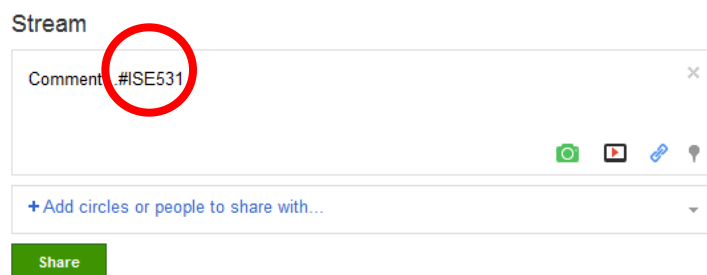 Stream
Comment...#ISE531
+Add circles or people to share with...
Share